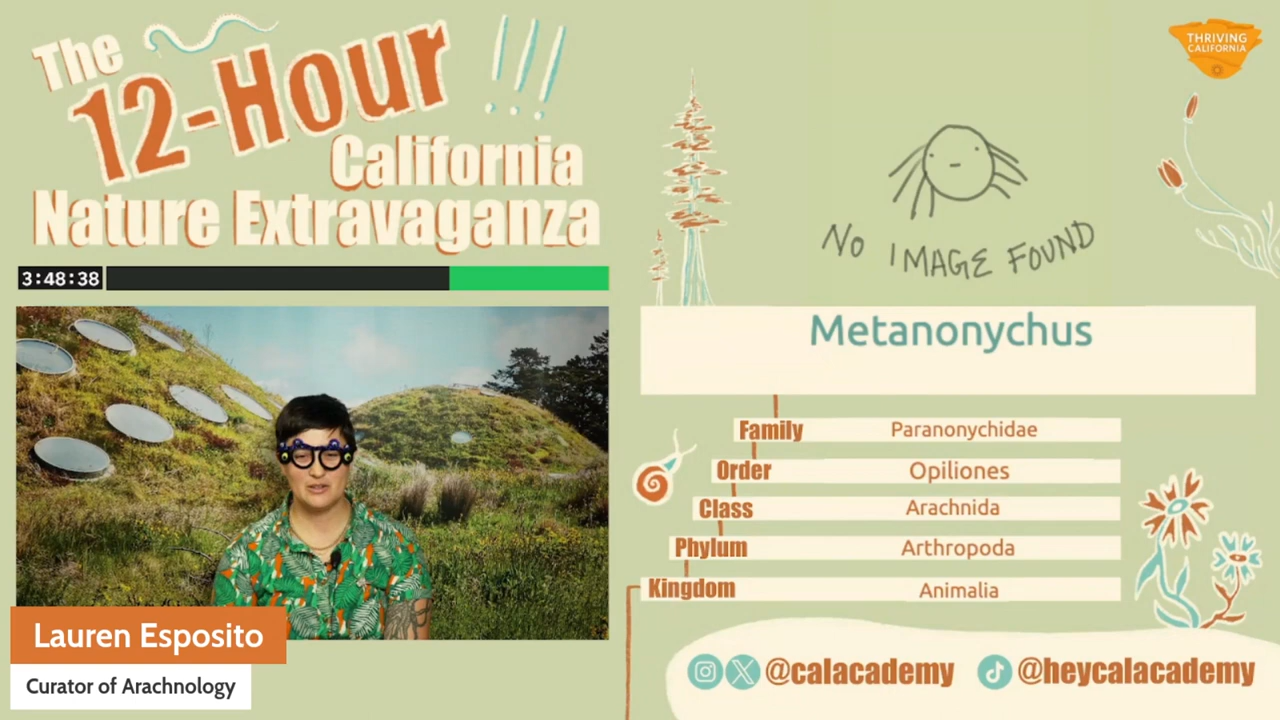 The
12-Hour !!!
California
Nature Extravaganza
3:48:38
Lauren Esposito
Curator of Arachnology
THRIVING
CALIFORNIA
NO IMAGE FOUND
Metanonychus
Family Paranonychidae
Order Opiliones
Class Arachnida
Phylum Arthropoda
Kingdom Animalia
@calacademy @heycalacademy